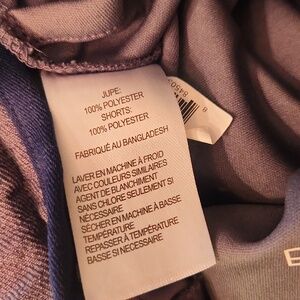 JUPE:
100% POLYESTER
SHORTS:
100% POLYESTER
FABRIQUÉ AU BANGLADESH
LAVER EN MACHINE À FROID
AVEC COULEURS SIMILAIRES
AGENT DE BLANCHIMENT
SANS CHLORE SEULEMENT SI
NÉCESSAIRE
SÉCHER EN MACHINE À BASSE
TEMPÉRATURE
REPASSER À TEMPÉRATURE
BASSE SI NÉCESSAIRE